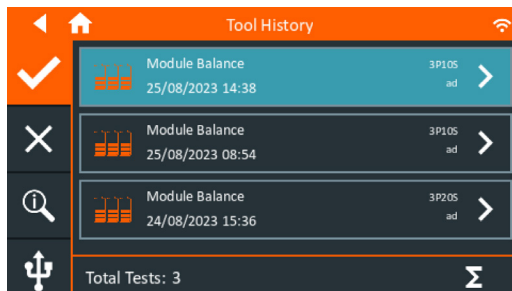 Tool History
Module Balance 3P10S
25/08/2023 14:38 ad
Module Balance 3P10S
25/08/2023 08:54 ad
Module Balance 3P20S
24/08/2023 15:36 ad
Total Tests: 3 Σ